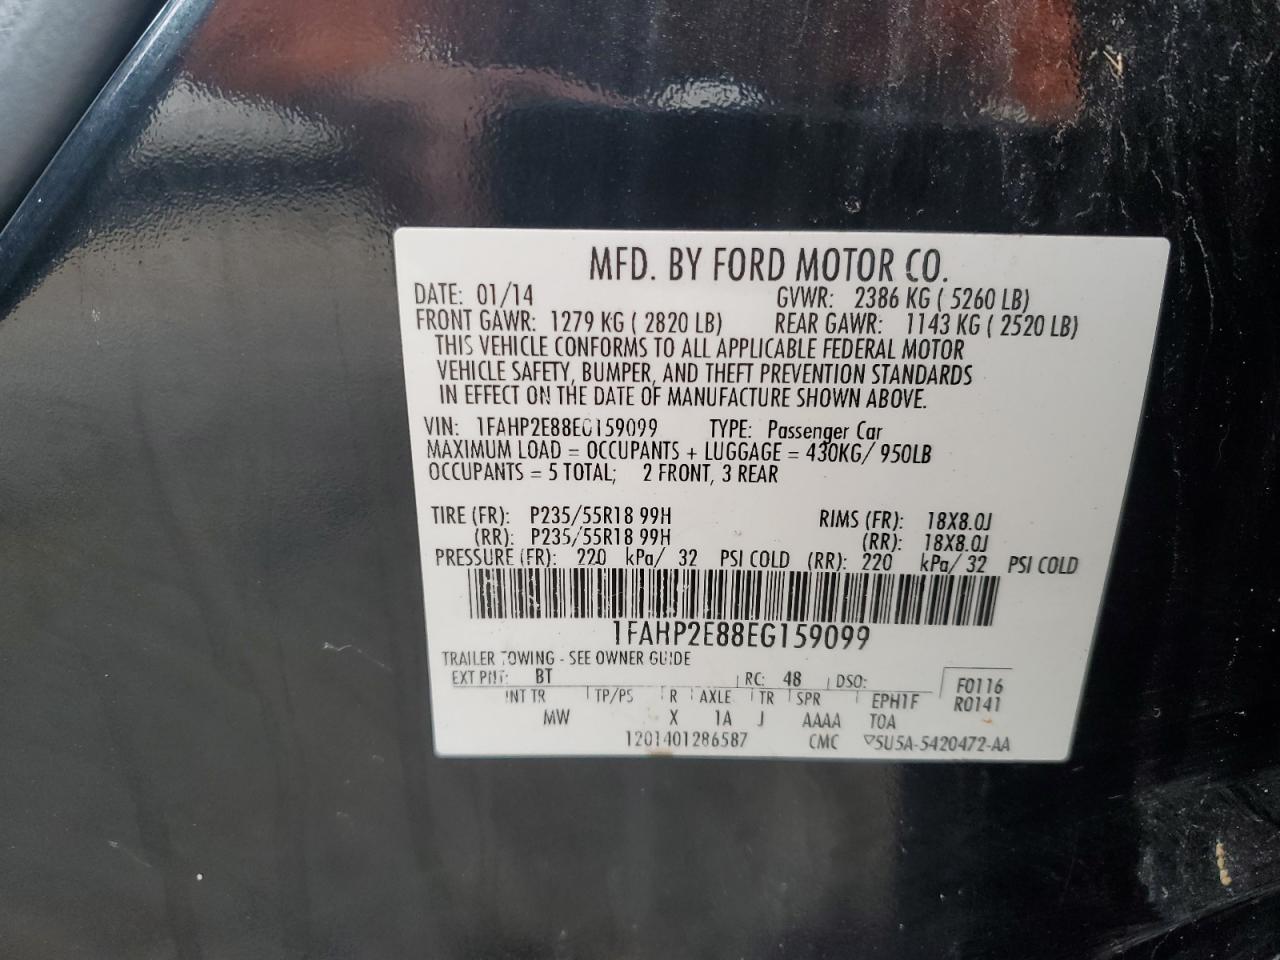 MFD. BY FORD MOTOR CO.
DATE: 01/14 GVWR: 2386 KG ( 5260 LB)
FRONT GAWR: 1279 KG ( 2820 LB) REAR GAWR: 1143 KG ( 2520 LB)
THIS VEHICLE CONFORMS TO ALL APPLICABLE FEDERAL MOTOR
VEHICLE SAFETY, BUMPER, AND THEFT PREVENTION STANDARDS
IN EFFECT ON THE DATE OF MANUFACTURE SHOWN ABOVE.
VIN: 1FAHP2E88EG159099 TYPE: Passenger Car
MAXIMUM LOAD = OCCUPANTS + LUGGAGE = 430KG/ 950LB
OCCUPANTS = 5 TOTAL; 2 FRONT, 3 REAR
TIRE (FR): P235/55R18 99H RIMS (FR): 18X8.0J
(RR): P235/55R18 99H (RR): 18X8.0J
PRESSURE (FR): 220 kPa/ 32 PSI COLD (RR): 220 kPa/ 32 PSI COLD
1FAHP2E88EG159099
TRAILER TOWING - SEE OWNER GUIDE
EXT PNT: BT RC: 48 DSO: F0116
INT TR TP/PS R AXLE TR SPR EPH1F R0141
MW X 1A J AAAA T0A
1201401286587 CMC ▽5U5A-5420472-AA